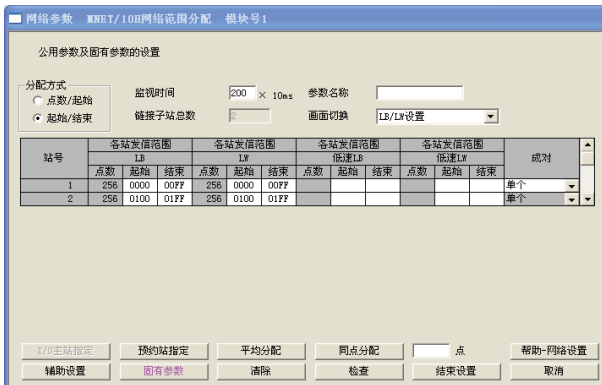 网络参数 MNET/10H网络范围分配 模块号1
公用参数及固有参数的设置
分配方式
点数/起始
起始/结束
监视时间 200 × 10ms 参数名称
链接子站总数 2 画面切换 LB/LW设置
站号 各站发信范围 各站发信范围 各站发信范围 各站发信范围 成对
LB LW 低速LB 低速LW
点数 起始 结束 点数 起始 结束 点数 起始 结束 点数 起始 结束
1 256 0000 00FF 256 0000 00FF 单个
2 256 0100 01FF 256 0100 01FF 单个
I/O主站指定 预约站指定 平均分配 同点分配 点 帮助-网络设置
辅助设置 固有参数 清除 检查 结束设置 取消